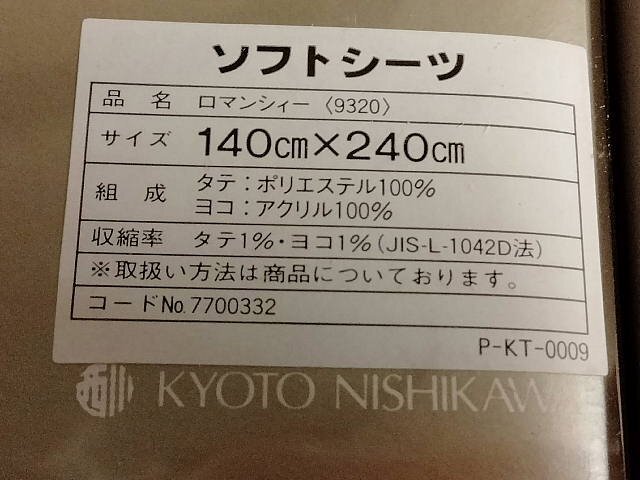 ソフトシーツ
品名 ロマンシィー〈9320〉
サイズ 140cm×240cm
組成 タテ:ポリエステル100%
ヨコ:アクリル100%
収縮率 タテ1%・ヨコ1%(JIS-L-1042D法)
※取扱い方法は商品についております。
コードNo.7700332
P-KT-0009
KYOTO NISHIKAWA